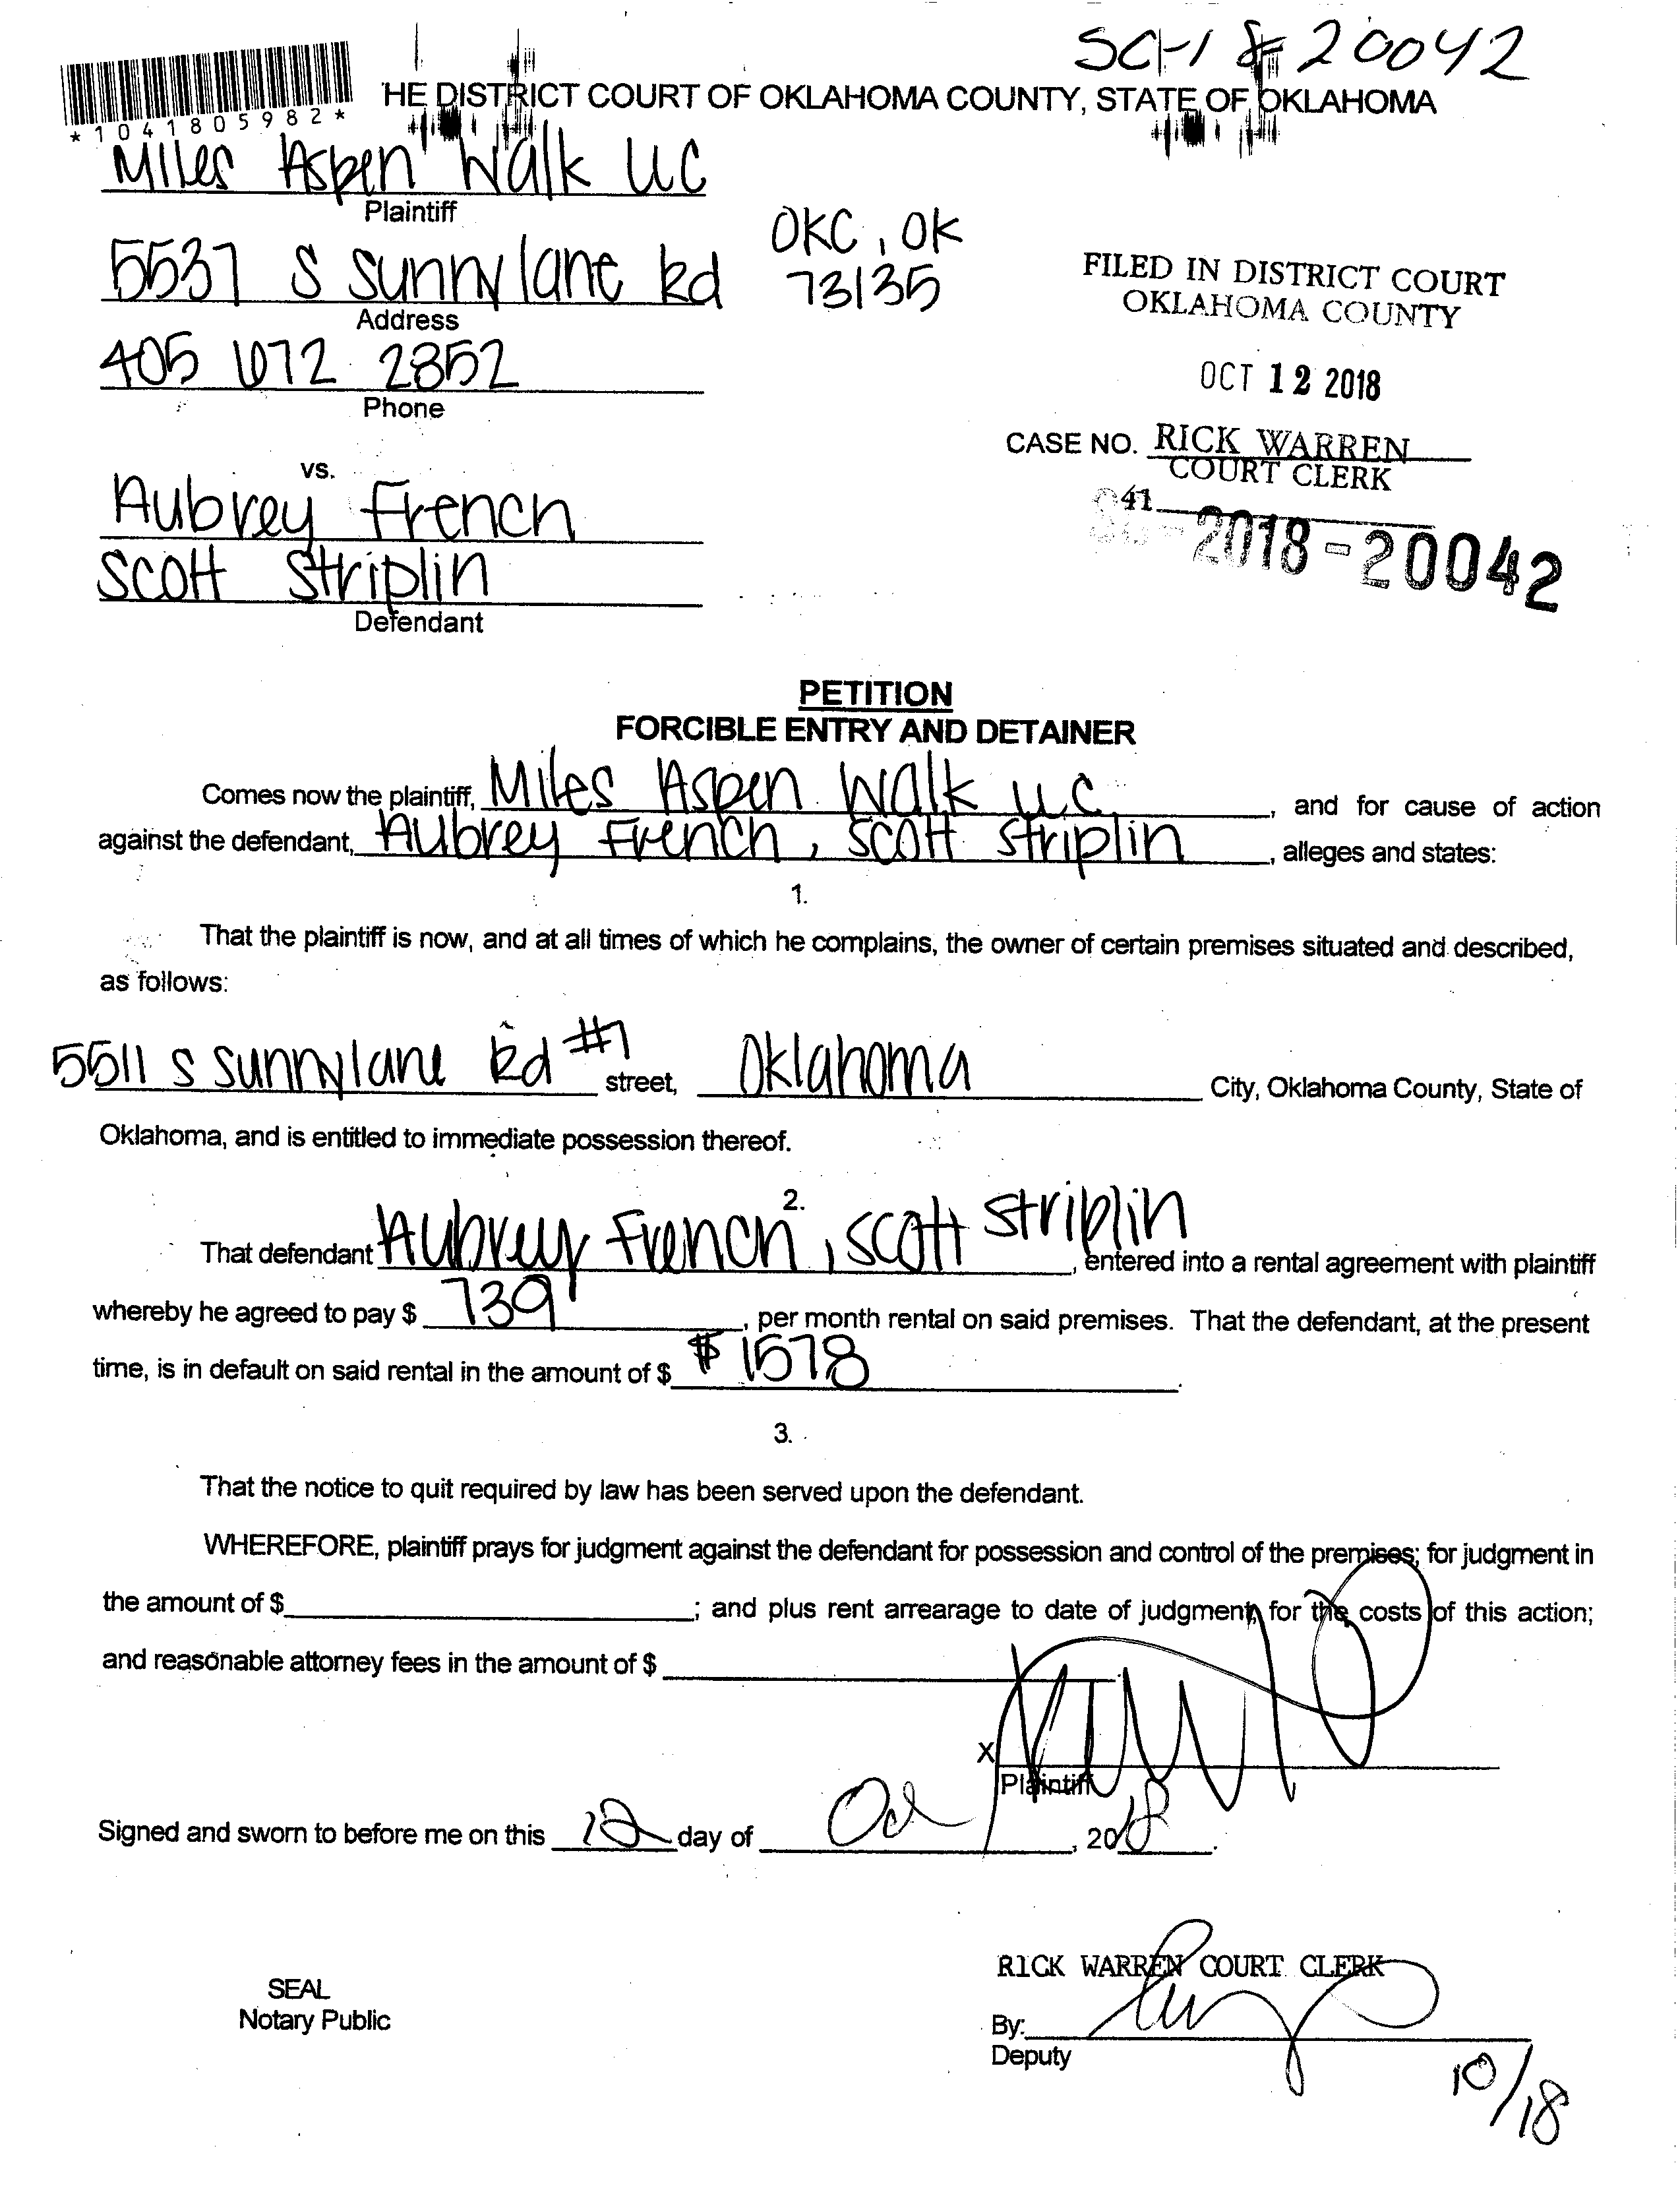 SC-18-20042
*1041805982*
HE DISTRICT COURT OF OKLAHOMA COUNTY, STATE OF OKLAHOMA
Miles Aspen Walk LLC
Plaintiff
5537 S Sunnylane Rd
OKC, OK
73135
Address
405 672 2352
Phone
FILED IN DISTRICT COURT
OKLAHOMA COUNTY
OCT 12 2018
CASE NO. RICK WARREN
COURT CLERK
41
2018-20042
vs.
Aubrey French
Scott Striplin
Defendant
PETITION
FORCIBLE ENTRY AND DETAINER
Comes now the plaintiff, Miles Aspen Walk LLC, and for cause of action
against the defendant, Aubrey French, Scott Striplin, alleges and states:
1.
That the plaintiff is now, and at all times of which he complains, the owner of certain premises situated and described,
as follows:
5511 S Sunnylane Rd #7 street, Oklahoma City, Oklahoma County, State of
Oklahoma, and is entitled to immediate possession thereof.
2.
That defendant Aubrey French, Scott Striplin, entered into a rental agreement with plaintiff
whereby he agreed to pay $ 739, per month rental on said premises. That the defendant, at the present
time, is in default on said rental in the amount of $ $1578.
3.
That the notice to quit required by law has been served upon the defendant.
WHEREFORE, plaintiff prays for judgment against the defendant for possession and control of the premises; for judgment in
the amount of $ ; and plus rent arrearage to date of judgment, for the costs of this action;
and reasonable attorney fees in the amount of $ .
X
Plaintiff
Signed and sworn to before me on this 12 day of Oct, 2018.
SEAL
Notary Public
RICK WARREN COURT CLERK
By:
Deputy
10/18